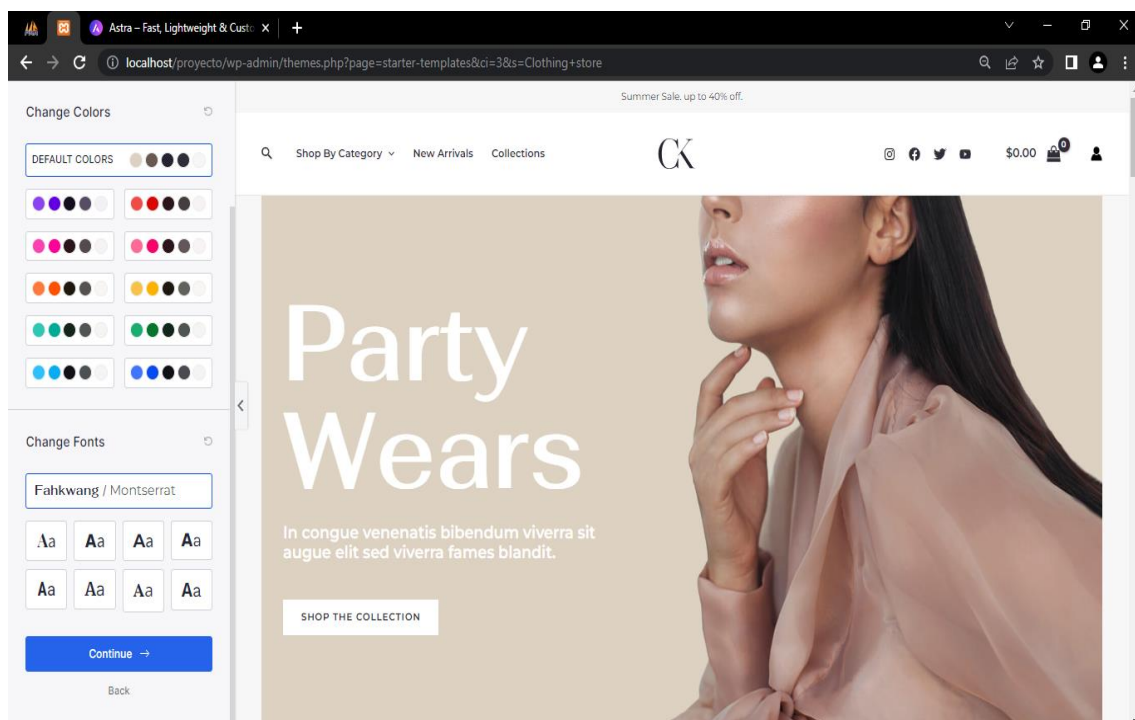 Astra – Fast, Lightweight & Custo
localhost/proyecto/wp-admin/themes.php?page=starter-templates&ci=3&s=Clothing+store
Change Colors
DEFAULT COLORS
Change Fonts
Fahkwang / Montserrat
Aa Aa Aa Aa
Aa Aa Aa Aa
Continue →
Back
Summer Sale. up to 40% off.
Shop By Category New Arrivals Collections
CK
$0.00 0
Party
Wears
In congue venenatis bibendum viverra sit
augue elit sed viverra fames blandit.
SHOP THE COLLECTION